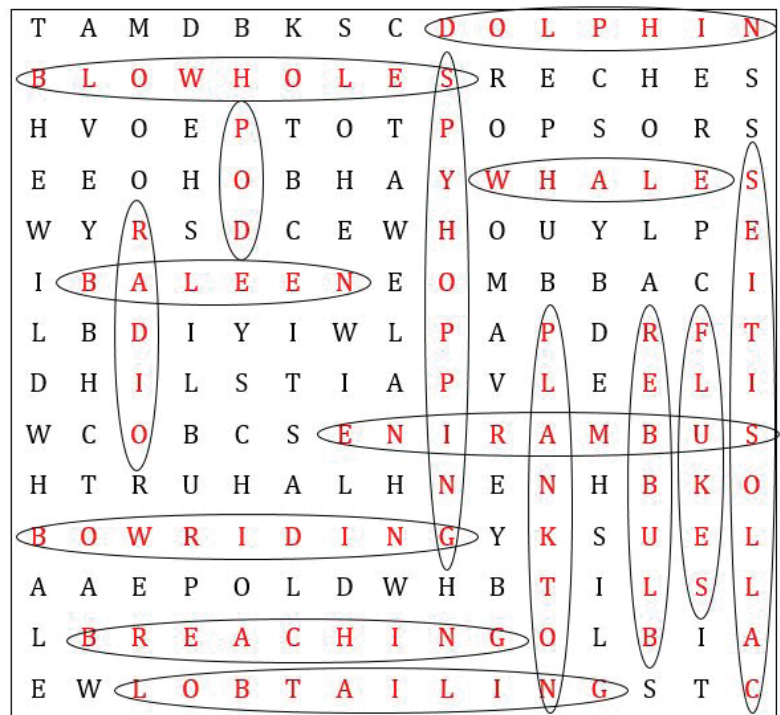 T A M D B K S C D O L P H I N
B L O W H O L E S R E C H E S
H V O E P T O T P O P S O R S
E E O H O B H A Y W H A L E S
W Y R S D C E W H O U Y L P E
I B A L E E N E O M B B A C I
L B D I Y I W L P A P D R F T
D H I L S T I A P V L E E L I
W C O B C S E N I R A M B U S
H T R U H A L H N E N H B K O
B O W R I D I N G Y K S U E L
A A E P O L D W H B T I L S L
L B R E A C H I N G O L B I A
E W L O B T A I L I N G S T C